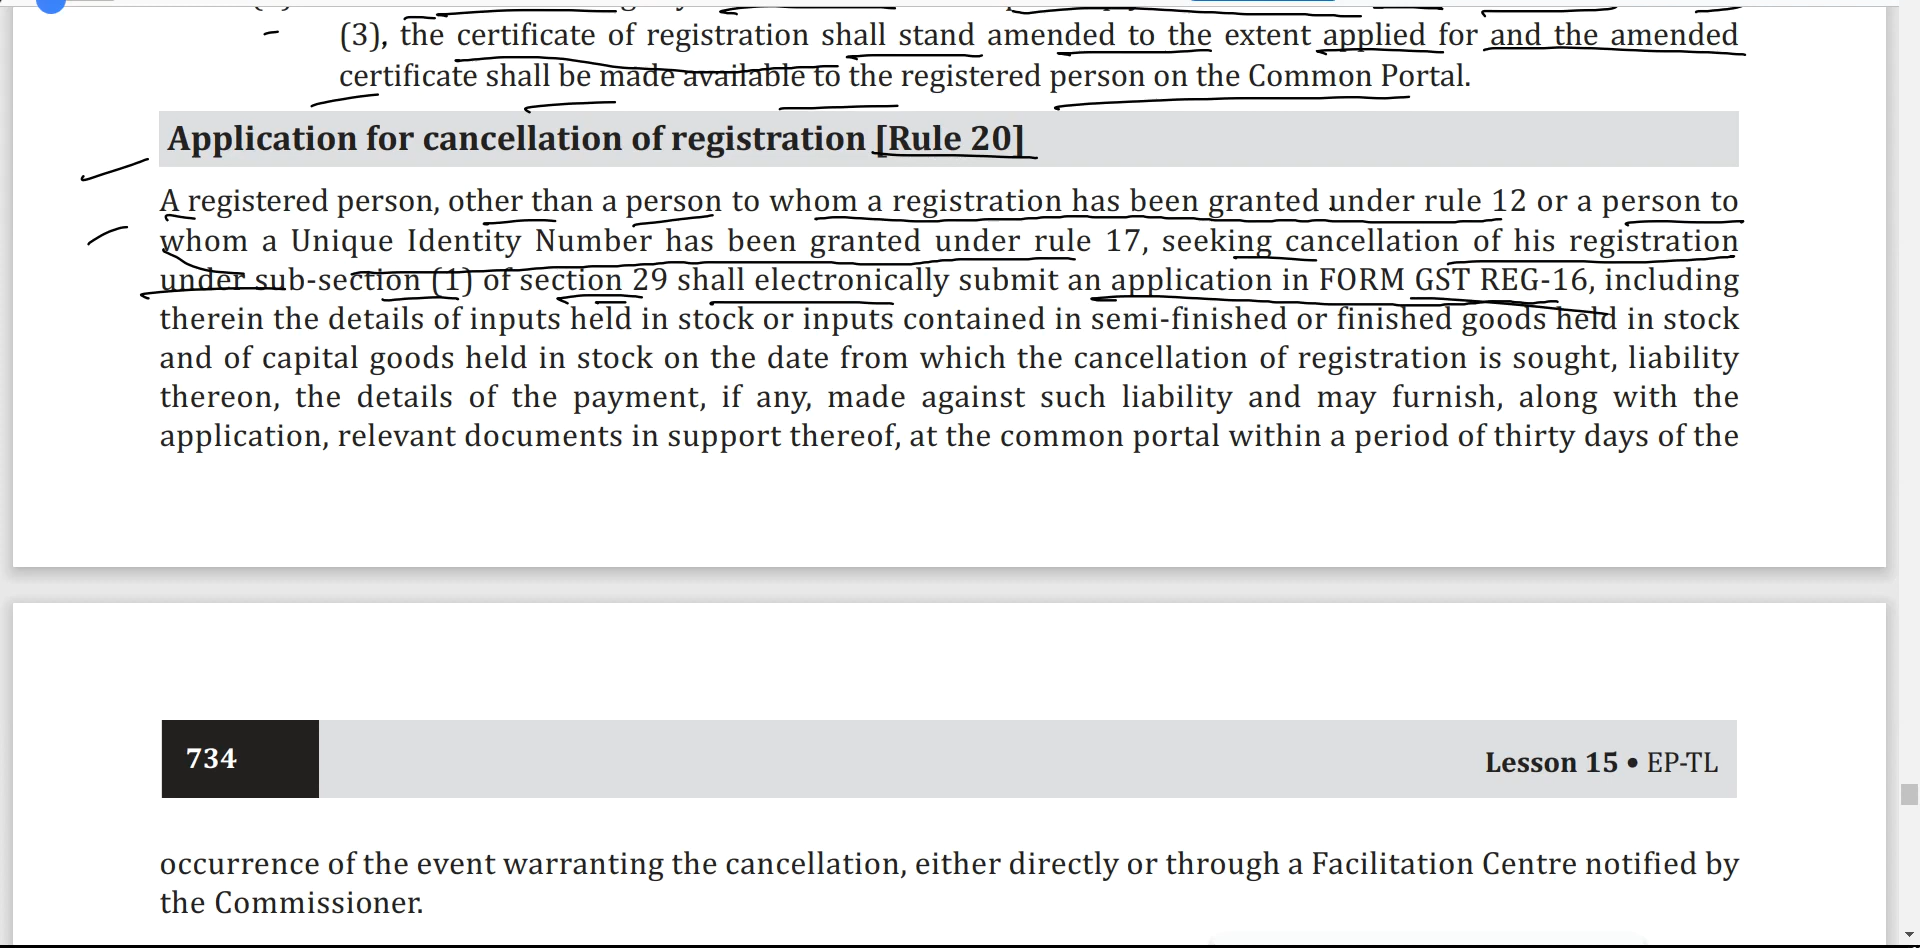 (3), the certificate of registration shall stand amended to the extent applied for and the amended
certificate shall be made available to the registered person on the Common Portal.
Application for cancellation of registration [Rule 20]
A registered person, other than a person to whom a registration has been granted under rule 12 or a person to
whom a Unique Identity Number has been granted under rule 17, seeking cancellation of his registration
under sub-section (1) of section 29 shall electronically submit an application in FORM GST REG-16, including
therein the details of inputs held in stock or inputs contained in semi-finished or finished goods held in stock
and of capital goods held in stock on the date from which the cancellation of registration is sought, liability
thereon, the details of the payment, if any, made against such liability and may furnish, along with the
application, relevant documents in support thereof, at the common portal within a period of thirty days of the
734
Lesson 15 • EP-TL
occurrence of the event warranting the cancellation, either directly or through a Facilitation Centre notified by
the Commissioner.